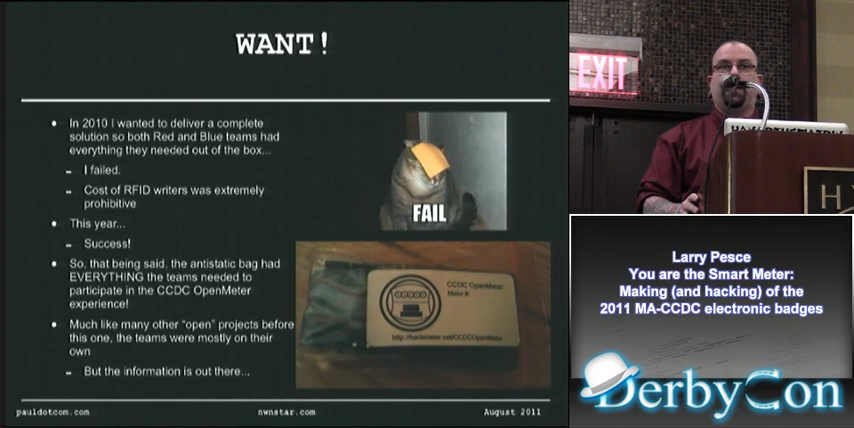 WANT!
In 2010 I wanted to deliver a complete
solution so both Red and Blue teams had
everything they needed out of the box...
I failed.
Cost of RFID writers was extremely
prohibitive
This year...
Success!
So, that being said, the antistatic bag had
EVERYTHING the teams needed to
participate in the CCDC OpenMeter
experience!
Much like many other "open" projects before
this one, the teams were mostly on their
own
But the information is out there...
FAIL
CCDC OpenMeter
Meter #:
pauldotcom.com
nwnstar.com
August 2011
EXIT
HY
Larry Pesce
You are the Smart Meter:
Making (and hacking) of the
2011 MA-CCDC electronic badges
DerbyCon